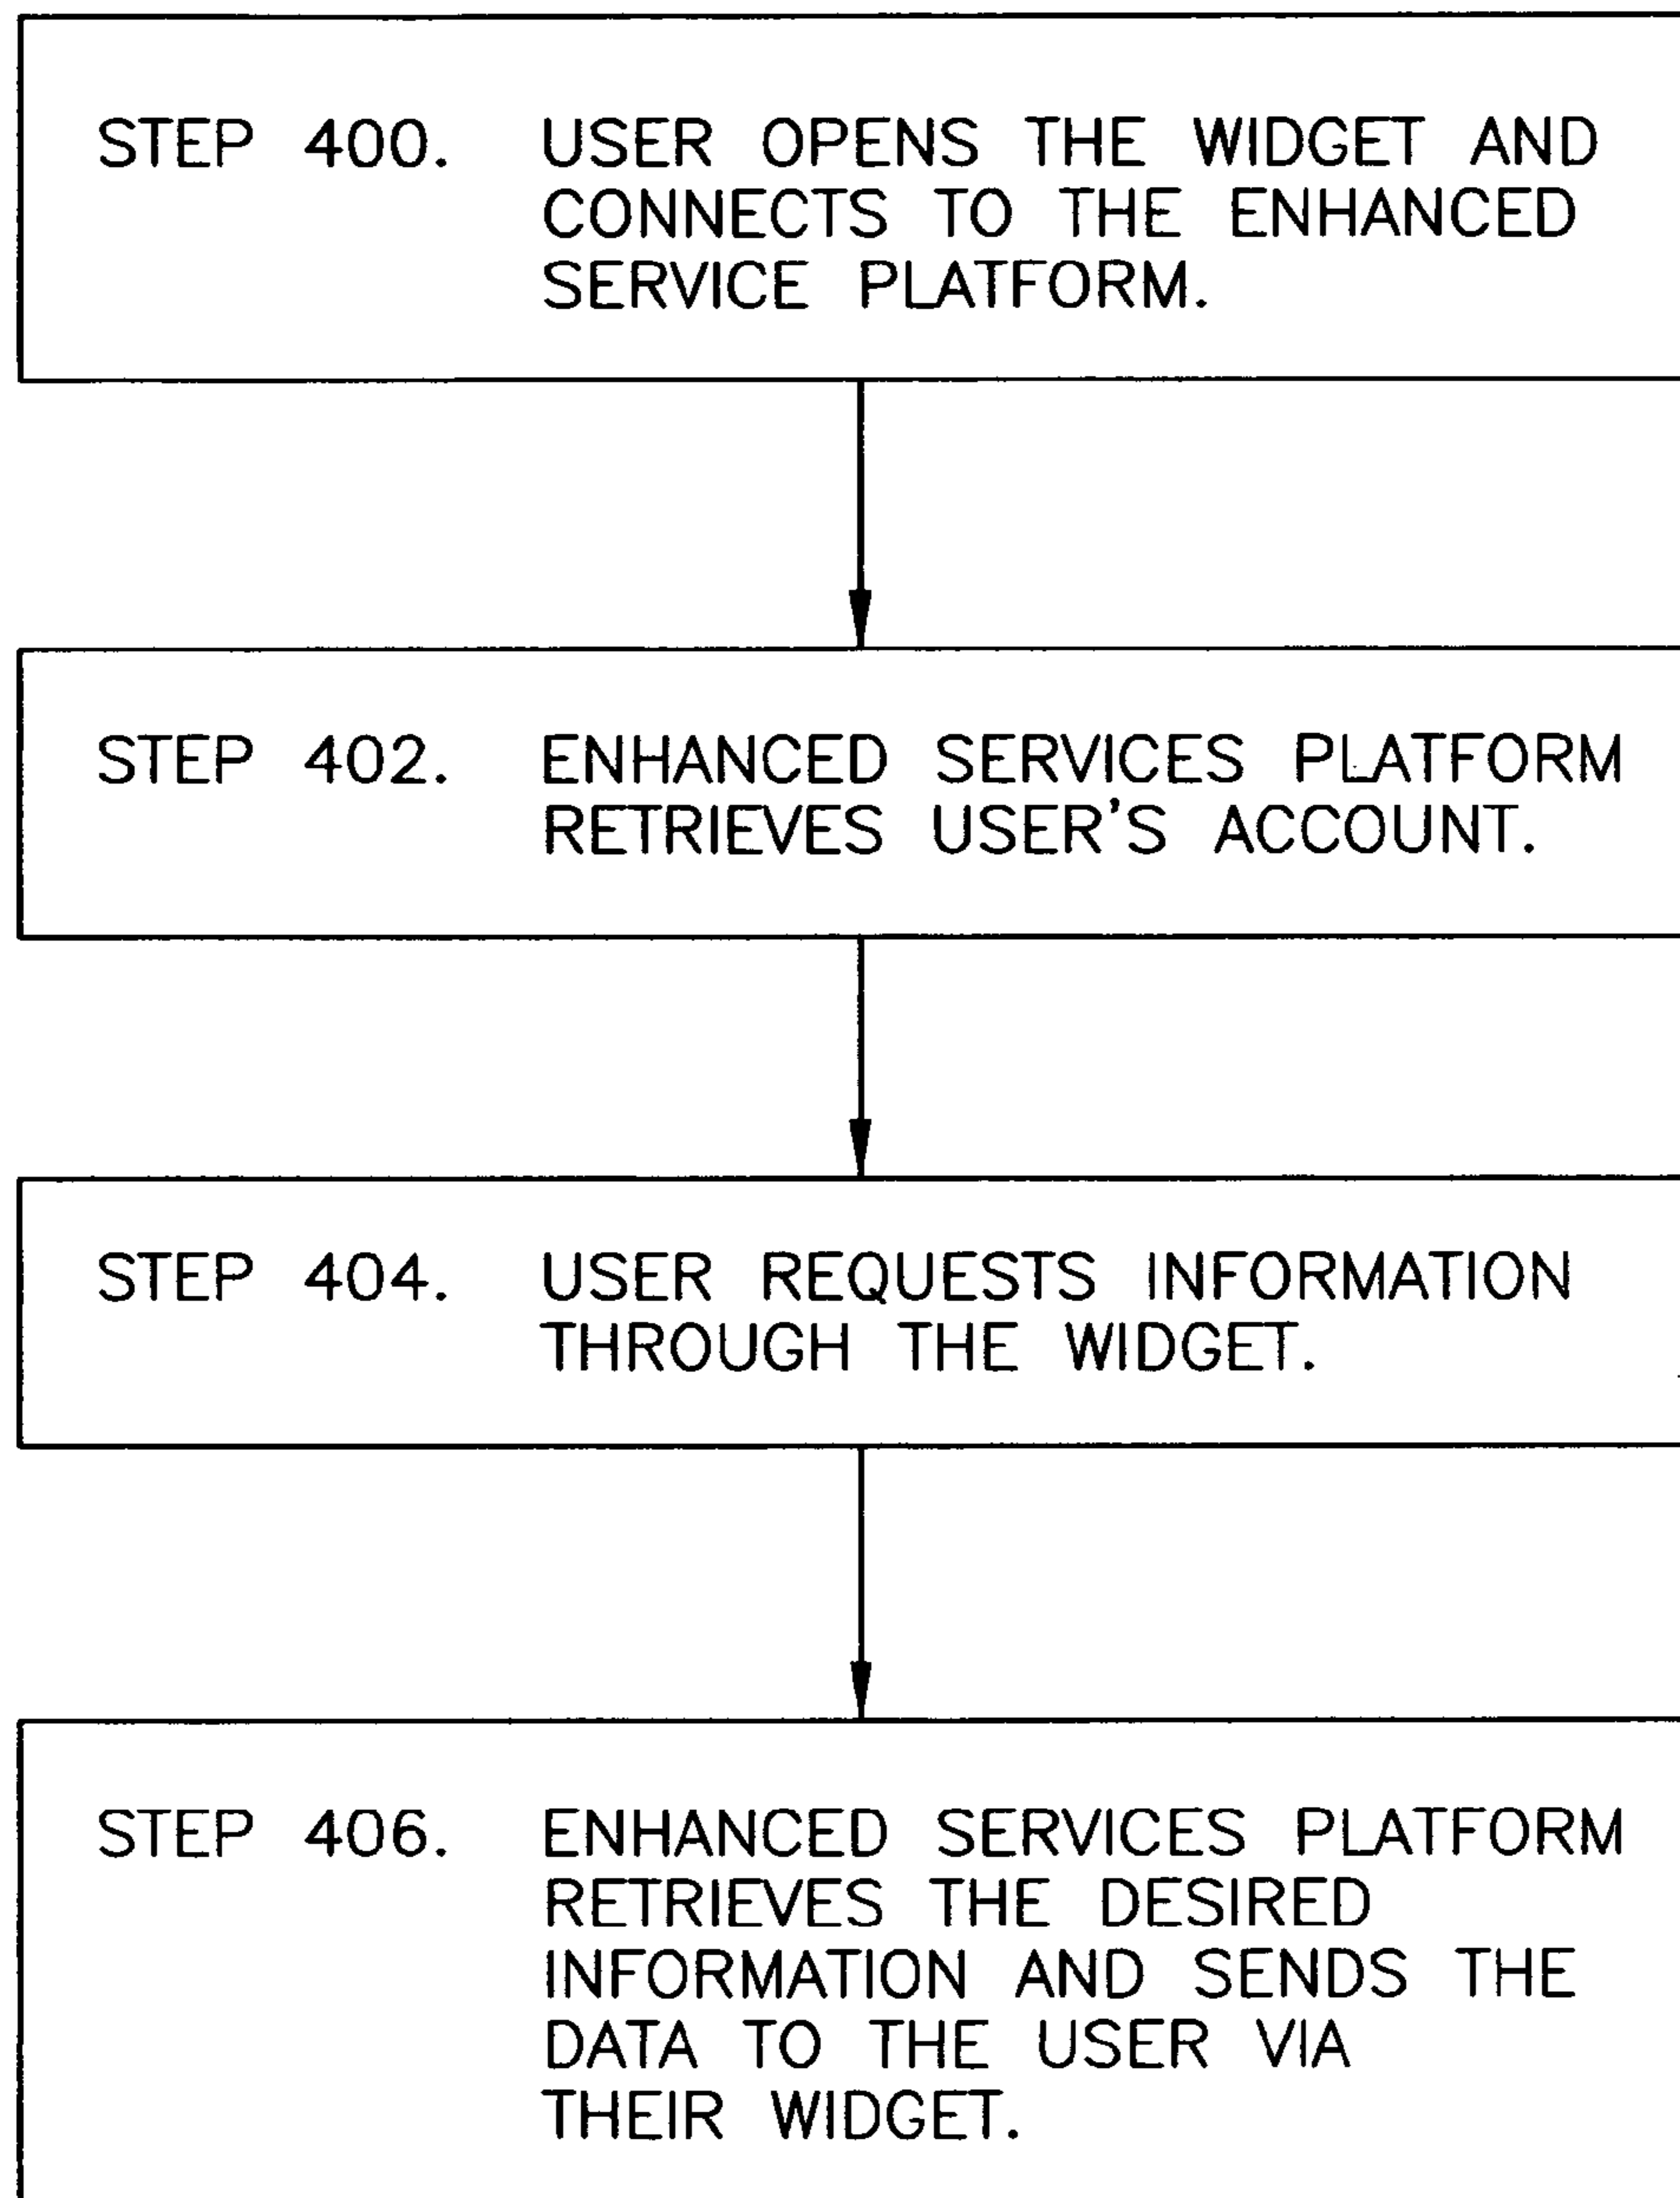 STEP 400. USER OPENS THE WIDGET AND
CONNECTS TO THE ENHANCED
SERVICE PLATFORM.
STEP 402. ENHANCED SERVICES PLATFORM
RETRIEVES USER'S ACCOUNT.
STEP 404. USER REQUESTS INFORMATION
THROUGH THE WIDGET.
STEP 406. ENHANCED SERVICES PLATFORM
RETRIEVES THE DESIRED
INFORMATION AND SENDS THE
DATA TO THE USER VIA
THEIR WIDGET.